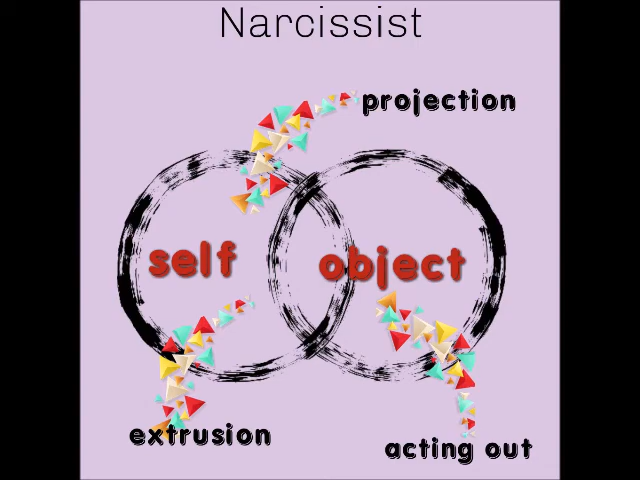 Narcissist
projection
self object
extrusion
acting out